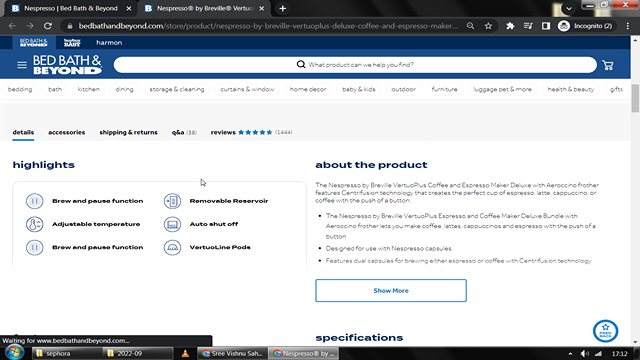 Nespresso | Bed Bath & Beyond
Nespresso® by Breville® Vertuo
bedbathandbeyond.com/store/product/nespresso-by-breville-vertuoplus-deluxe-coffee-and-espresso-maker...
Incognito (2)
BED BATH & BEYOND
buybuy BABY
harmon
BED BATH & BEYOND
What product can we help you find?
bedding bath kitchen dining storage & cleaning curtains & window home decor baby & kids outdoor furniture luggage pet & more health & beauty gifts
details accessories shipping & returns q&a (38) reviews (1444)
highlights
Brew and pause function Removable Reservoir
Adjustable temperature Auto shut off
Brew and pause function VertuoLine Pods
about the product
The Nespresso by Breville VertuoPlus Coffee and Espresso Maker Deluxe with Aeroccino frother
features Centrifusion technology that creates the perfect cup of espresso, latte, cappuccino, or
coffee with the push of a button.
The Nespresso by Breville VertuoPlus Espresso and Coffee Maker Deluxe Bundle with
Aeroccino frother lets you make coffee, lattes, cappuccinos and espresso with the push of a
button
Designed for use with Nespresso capsules
Features dual capsules for brewing either espresso or coffee with Centrifusion technology
Show More
specifications
FEEDBACK
Waiting for www.bedbathandbeyond.com...
sephora
2022-09
Sree Vishnu Sah...
Nespresso® by ...
17:12